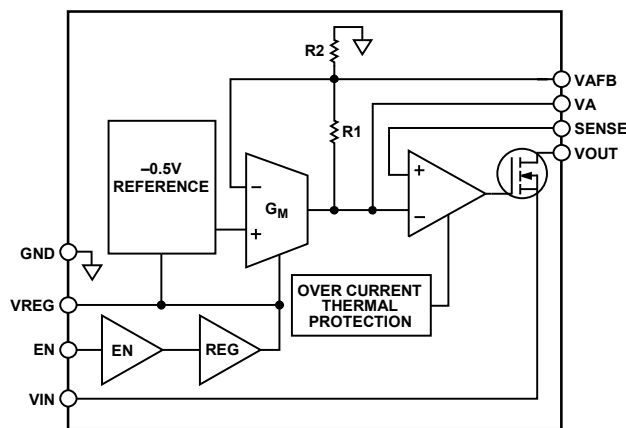 R2
VAFB
VA
R1
SENSE
VOUT
–0.5V
REFERENCE
−
GM
+
+
−
GND
VREG
OVER CURRENT
THERMAL
PROTECTION
EN
EN
REG
VIN